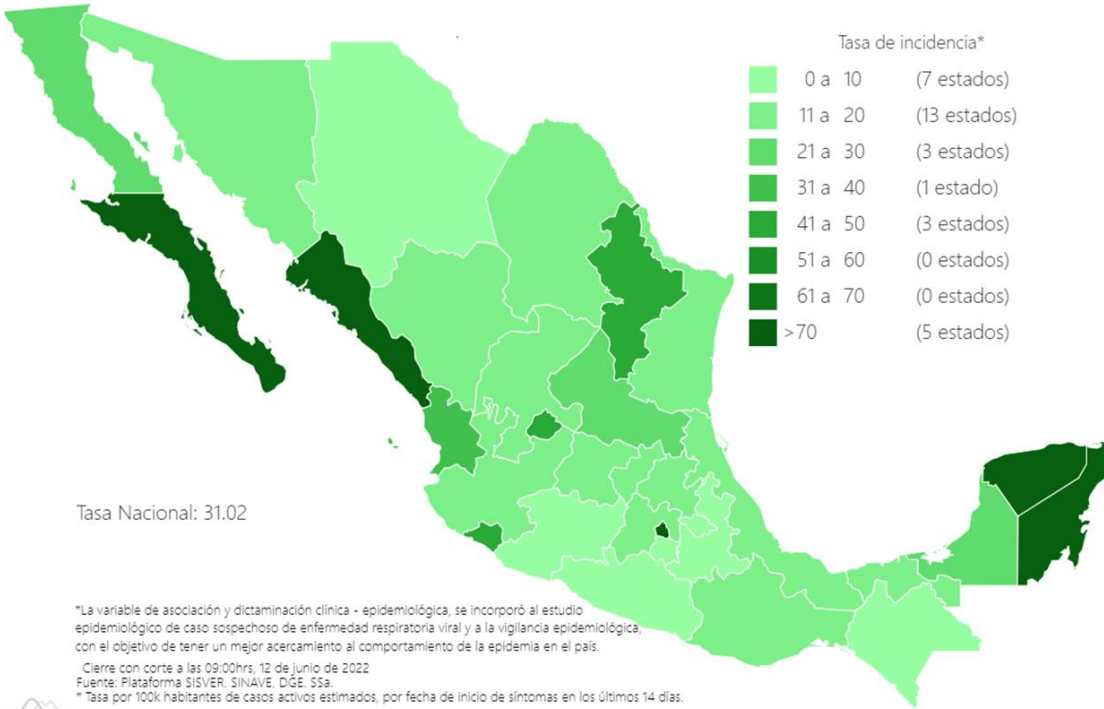 Tasa de incidencia*
0 a 10 (7 estados)
11 a 20 (13 estados)
21 a 30 (3 estados)
31 a 40 (1 estado)
41 a 50 (3 estados)
51 a 60 (0 estados)
61 a 70 (0 estados)
>70 (5 estados)
Tasa Nacional: 31.02
*La variable de asociación y dictaminación clínica - epidemiológica, se incorporó al estudio
epidemiológico de caso sospechoso de enfermedad respiratoria viral y a la vigilancia epidemiológica,
con el objetivo de tener un mejor acercamiento al comportamiento de la epidemia en el país.
Cierre con corte a las 09:00hrs, 12 de junio de 2022
Fuente: Plataforma SISVER, SINAVE, DGE, SSa.
* Tasa por 100k habitantes de casos activos estimados, por fecha de inicio de síntomas en los últimos 14 días.